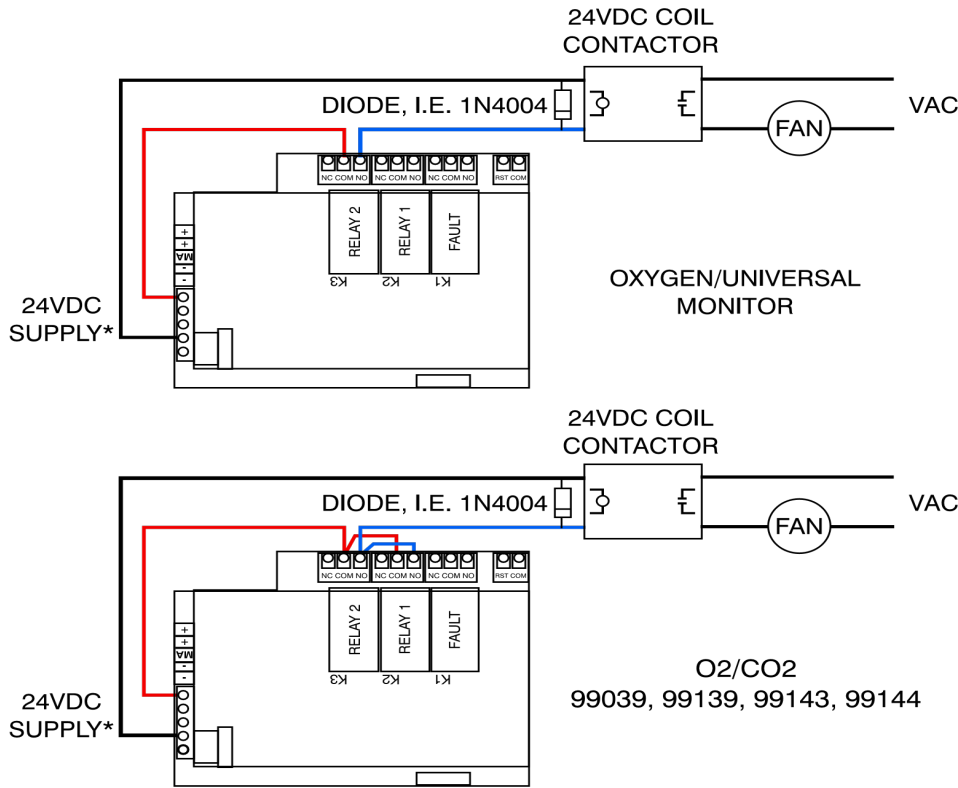 24VDC COIL
CONTACTOR
DIODE, I.E. 1N4004
VAC
FAN
NC COM NO NC COM NO NC COM NO RST COM
RELAY 2
RELAY 1
FAULT
K3
K2
K1
+
+
MA
-
-
OXYGEN/UNIVERSAL
MONITOR
24VDC
SUPPLY*
24VDC COIL
CONTACTOR
DIODE, I.E. 1N4004
VAC
FAN
NC COM NO NC COM NO NC COM NO RST COM
RELAY 2
RELAY 1
FAULT
K3
K2
K1
+
+
MA
-
-
O2/CO2
99039, 99139, 99143, 99144
24VDC
SUPPLY*